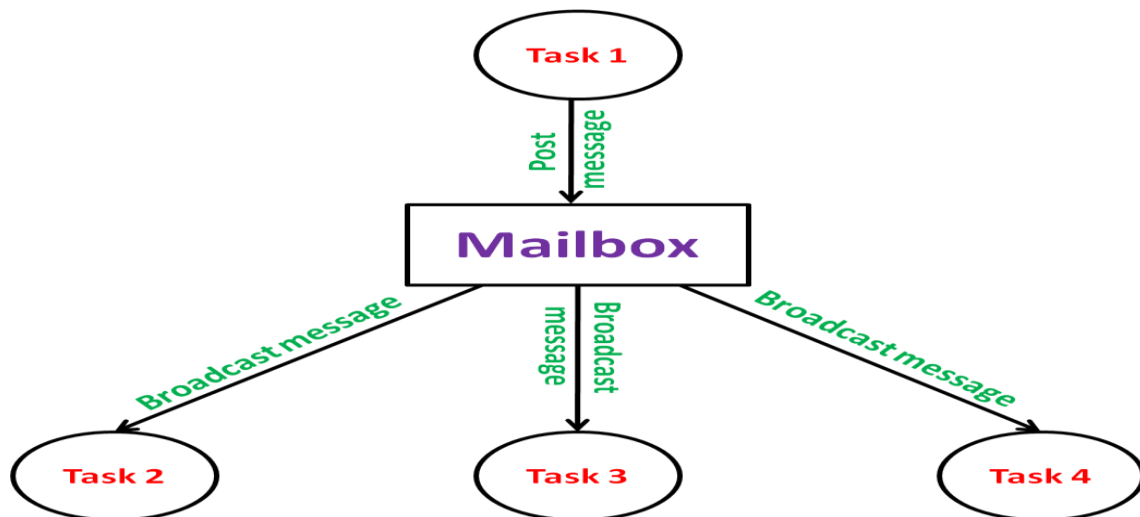 Task 1
Post
message
Mailbox
Broadcast message
Broadcast
message
Broadcast message
Task 2
Task 3
Task 4